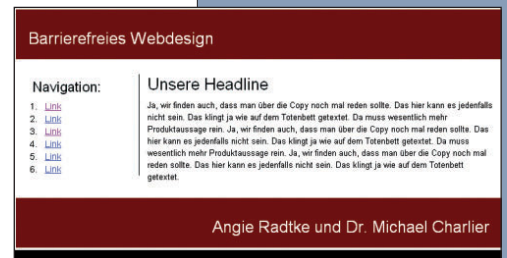 Barrierefreies Webdesign
Navigation:
1. Link
2. Link
3. Link
4. Link
5. Link
6. Link
Unsere Headline
Ja, wir finden auch, dass man über die Copy noch mal reden sollte. Das hier kann es jedenfalls
nicht sein. Das klingt ja wie auf dem Totenbett getextet. Da muss wesentlich mehr
Produktaussage rein. Ja, wir finden auch, dass man über die Copy noch mal reden sollte. Das
hier kann es jedenfalls nicht sein. Das klingt ja wie auf dem Totenbett getextet. Da muss
wesentlich mehr Produktaussage rein. Ja, wir finden auch, dass man über die Copy noch mal
reden sollte. Das hier kann es jedenfalls nicht sein. Das klingt ja wie auf dem Totenbett
getextet.
Angie Radtke und Dr. Michael Charlier